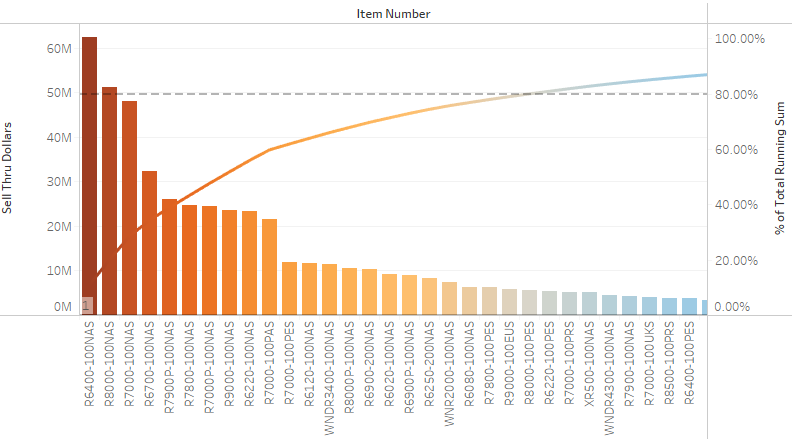 Item Number
Sell Thru Dollars
60M
50M
40M
30M
20M
10M
0M
100.00%
80.00%
60.00%
40.00%
20.00%
0.00%
% of Total Running Sum
1
R6400-100NAS
R8000-100NAS
R7000-100NAS
R6700-100NAS
R7900P-100NAS
R7800-100NAS
R7000P-100NAS
R9000-100NAS
R6220-100NAS
R7000-100PAS
R7000-100PES
R6120-100NAS
WNDR3400-100NAS
R8000P-100NAS
R6900-200NAS
R6020-100NAS
R6900P-100NAS
R6250-200NAS
WNR2000-100NAS
R6080-100NAS
R7800-100PES
R9000-100EUS
R8000-100PES
R6220-100PES
R7000-100PRS
XR500-100NAS
WNDR4300-100NAS
R7900-100NAS
R7000-100UKS
R8500-100PRS
R6400-100PES